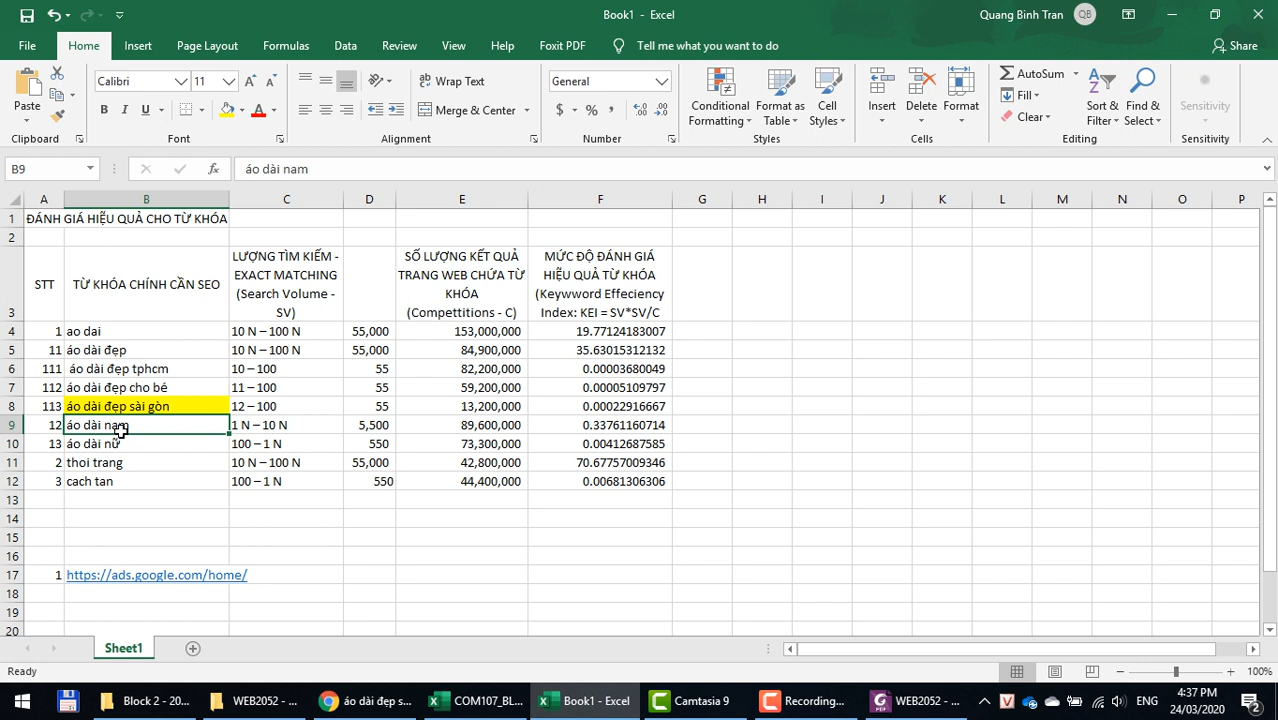 Book1 - Excel
Quang Binh Tran
QB
File Home Insert Page Layout Formulas Data Review View Help Foxit PDF Tell me what you want to do Share
Paste
Clipboard
Calibri 11
B I U
Font
Wrap Text
Merge & Center
Alignment
General
$ % ,
Number
Conditional Formatting
Format as Table
Cell Styles
Styles
Insert
Delete
Format
Cells
AutoSum
Fill
Clear
Sort & Filter
Find & Select
Editing
Sensitivity
Sensitivity
B9 fx áo dài nam
A B C D E F G H I J K L M N O P
1 ĐÁNH GIÁ HIỆU QUẢ CHO TỪ KHÓA
2
3 STT TỪ KHÓA CHÍNH CẦN SEO
LƯỢNG TÌM KIẾM -
EXACT MATCHING
(Search Volume -
SV)
SỐ LƯỢNG KẾT QUẢ
TRANG WEB CHỨA TỪ
KHÓA
(Compettitions - C)
MỨC ĐỘ ĐÁNH GIÁ
HIỆU QUẢ TỪ KHÓA
(Keywword Effeciency
Index: KEI = SV*SV/C
4 1 ao dai 10 N – 100 N 55,000 153,000,000 19.77124183007
5 11 áo dài đẹp 10 N – 100 N 55,000 84,900,000 35.63015312132
6 111 áo dài đẹp tphcm 10 – 100 55 82,200,000 0.00003680049
7 112 áo dài đẹp cho bé 11 – 100 55 59,200,000 0.00005109797
8 113 áo dài đẹp sài gòn 12 – 100 55 13,200,000 0.00022916667
9 12 áo dài nam 1 N – 10 N 5,500 89,600,000 0.33761160714
10 13 áo dài nữ 100 – 1 N 550 73,300,000 0.00412687585
11 2 thoi trang 10 N – 100 N 55,000 42,800,000 70.67757009346
12 3 cach tan 100 – 1 N 550 44,400,000 0.00681306306
13
14
15
16
17 1 https://ads.google.com/home/
18
19
20
Sheet1
Ready
100%
Block 2 - 20...
WEB2052 - ...
áo dài đẹp s...
COM107_BL...
Book1 - Excel
Camtasia 9
Recording...
WEB2052 - ...
ENG
4:37 PM
24/03/2020
2